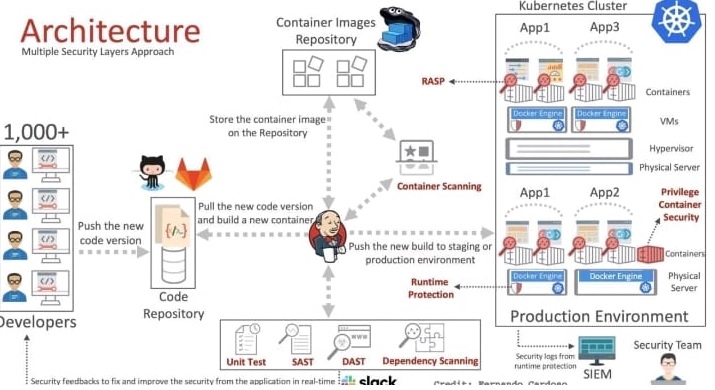 Architecture
Multiple Security Layers Approach
Container Images
Repository
Kubernetes Cluster
App1
App3
RASP
Containers
Docker Engine
Docker Engine
VMs
Hypervisor
Physical Server
Store the container image
on the Repository
Container Scanning
1,000+
Developers
Push the new
code version
Code
Repository
Pull the new code version
and build a new container
Push the new build to staging or
production environment
App1
App2
Privilege
Container
Security
Containers
Runtime
Protection
Docker Engine
Docker Engine
Physical
Server
Production Environment
Unit Test
SAST
WWW
DAST
Dependency Scanning
Security logs from
runtime protection
SIEM
Security Team
Security feedbacks to fix and improve the security from the application in real-time
slack
Credit: Fernando Cardoso